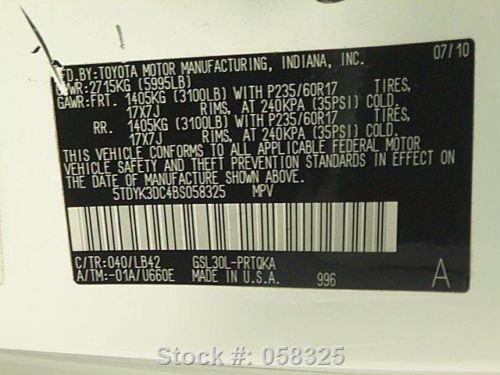 MFD.BY: TOYOTA MOTOR MANUFACTURING, INDIANA, INC. 07/10
GVWR: 2715KG (5995LB)
GAWR: FRT. 1405KG (3100LB) WITH P235/60R17 TIRES,
17X7J RIMS, AT 240KPA (35PSI) COLD.
RR. 1405KG (3100LB) WITH P235/60R17 TIRES,
17X7J RIMS, AT 240KPA (35PSI) COLD.
THIS VEHICLE CONFORMS TO ALL APPLICABLE FEDERAL MOTOR
VEHICLE SAFETY AND THEFT PREVENTION STANDARDS IN EFFECT ON
THE DATE OF MANUFACTURE SHOWN ABOVE.
5TDYK3DC4BS058325 MPV
C/TR: 040/LB42 GSL30L-PRTQKA
A/TM: -01A/U660E MADE IN U.S.A. 996 A
Stock #: 058325